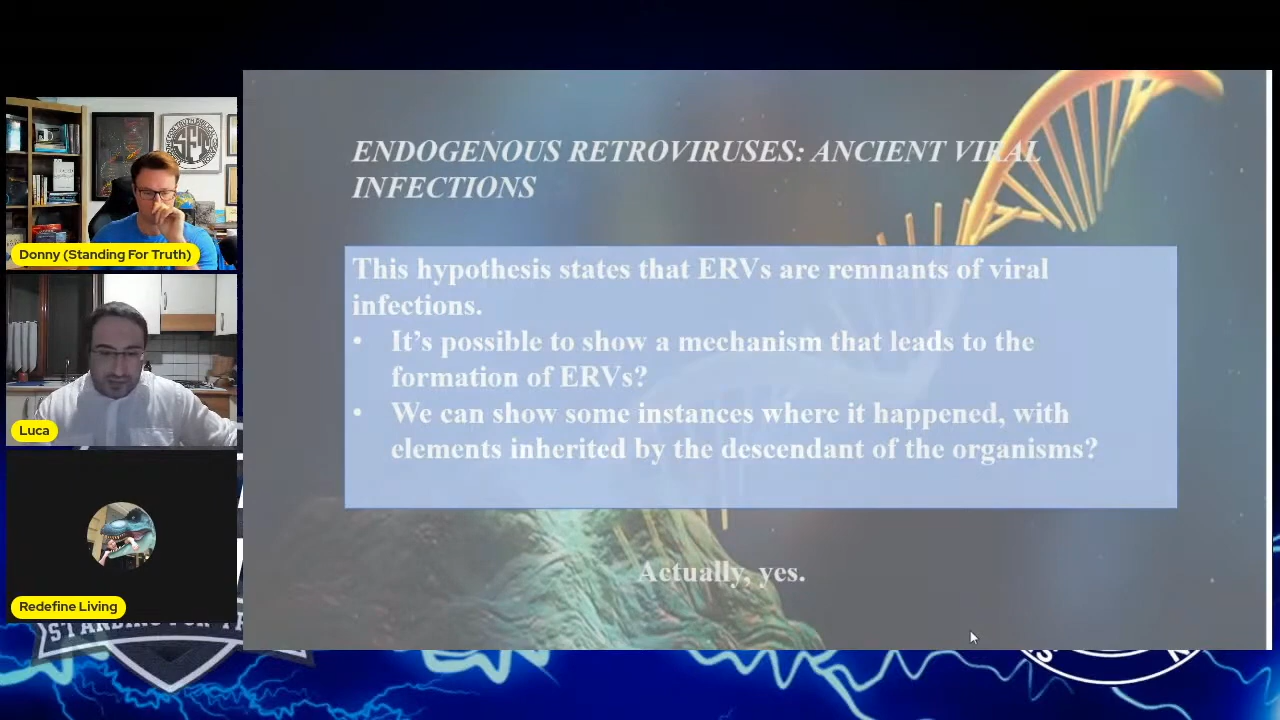 ENDOGENOUS RETROVIRUSES: ANCIENT VIRAL
INFECTIONS
This hypothesis states that ERVs are remnants of viral
infections.
• It’s possible to show a mechanism that leads to the
formation of ERVs?
• We can show some instances where it happened, with
elements inherited by the descendant of the organisms?
Actually, yes.
SFT
Donny (Standing For Truth)
Luca
Redefine Living